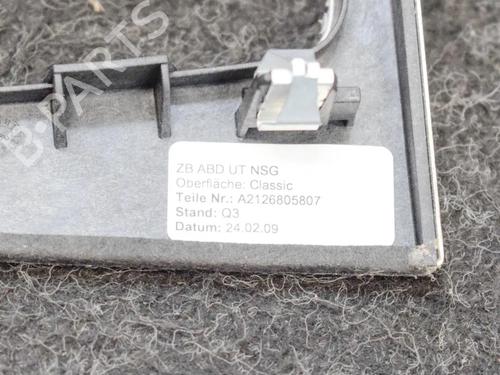 B-PARTS
ZB ABD UT NSG
Oberfläche: Classic
Teile Nr.: A2126805807
Stand: Q3
Datum: 24.02.09